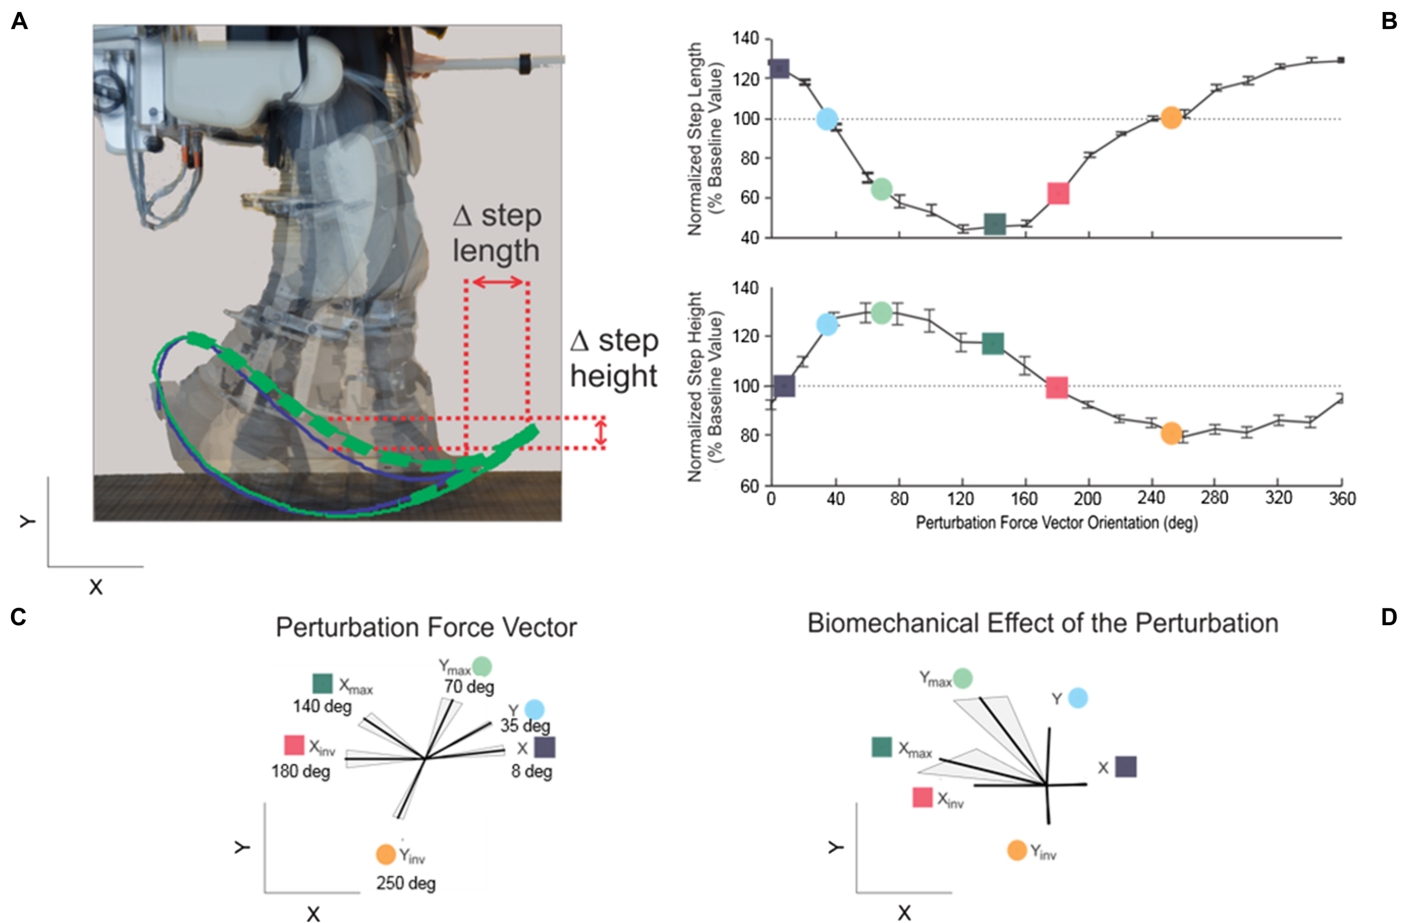 A
B
Δ step
length
Δ step
height
Y
X
Normalized Step Length
(% Baseline Value)
140
120
100
80
60
40
Normalized Step Height
(% Baseline Value)
140
120
100
80
60
0 40 80 120 160 200 240 280 320 360
Perturbation Force Vector Orientation (deg)
C
Perturbation Force Vector
Ymax
70 deg
Xmax
140 deg
Y
35 deg
Xinv
180 deg
X
8 deg
Yinv
250 deg
Y
X
D
Biomechanical Effect of the Perturbation
Ymax
Y
Xmax
X
Xinv
Yinv
Y
X